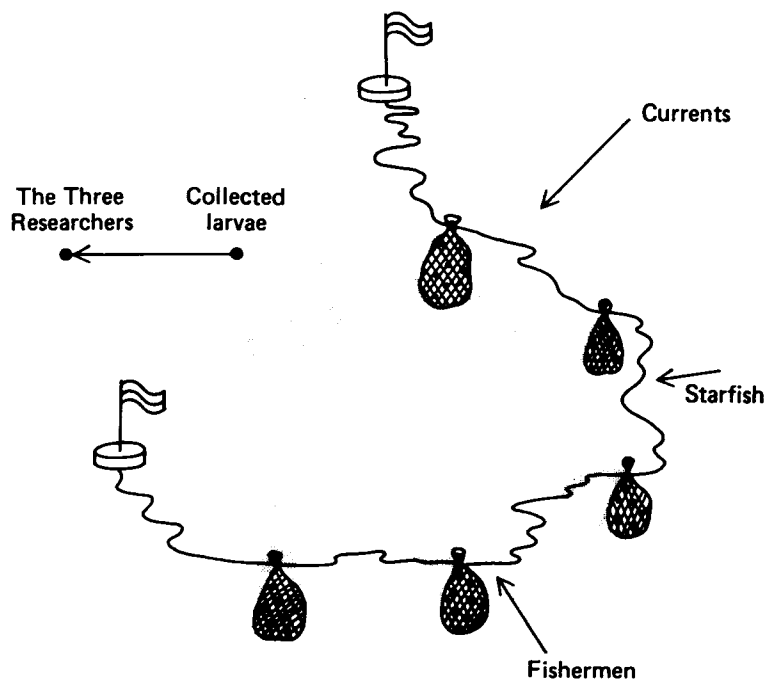 Currents
The Three
Researchers
Collected
larvae
Starfish
Fishermen